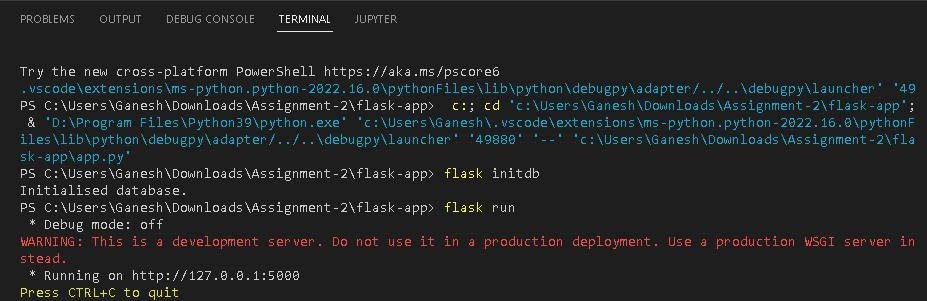 PROBLEMS OUTPUT DEBUG CONSOLE TERMINAL JUPYTER
Try the new cross-platform PowerShell https://aka.ms/pscore6
.vscode\extensions\ms-python.python-2022.16.0\pythonFiles\lib\python\debugpy\adapter/../..\debugpy\launcher' '49
PS C:\Users\Ganesh\Downloads\Assignment-2\flask-app>  c:; cd 'c:\Users\Ganesh\Downloads\Assignment-2\flask-app';
& 'D:\Program Files\Python39\python.exe' 'c:\Users\Ganesh\.vscode\extensions\ms-python.python-2022.16.0\pythonF
iles\lib\python\debugpy\adapter/../..\debugpy\launcher' '49880' '--' 'c:\Users\Ganesh\Downloads\Assignment-2\fla
sk-app\app.py'
PS C:\Users\Ganesh\Downloads\Assignment-2\flask-app> flask initdb
Initialised database.
PS C:\Users\Ganesh\Downloads\Assignment-2\flask-app> flask run
* Debug mode: off
WARNING: This is a development server. Do not use it in a production deployment. Use a production WSGI server in
stead.
* Running on http://127.0.0.1:5000
Press CTRL+C to quit